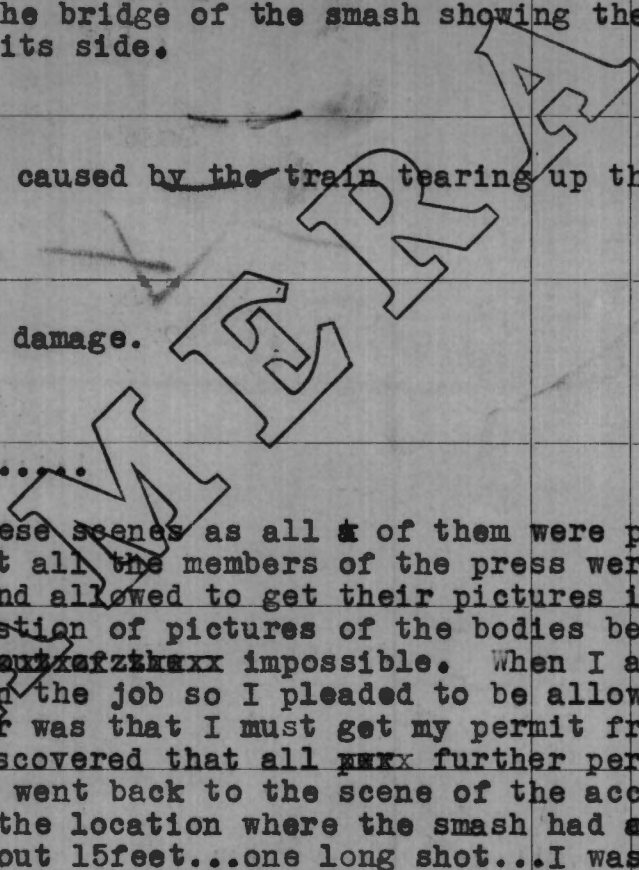 he bridge of the smash showing the
its side.
caused by the train tearing up th
damage.
.....
ese scenes as all of them were p
t all the members of the press wer
nd allowed to get their pictures i
stion of pictures of the bodies be
impossible. When I a
the job so I pleaded to be allow
r was that I must get my permit fr
scovered that all further per
went back to the scene of the acc
the location where the smash had s
out 15feet...one long shot...I was
MERA